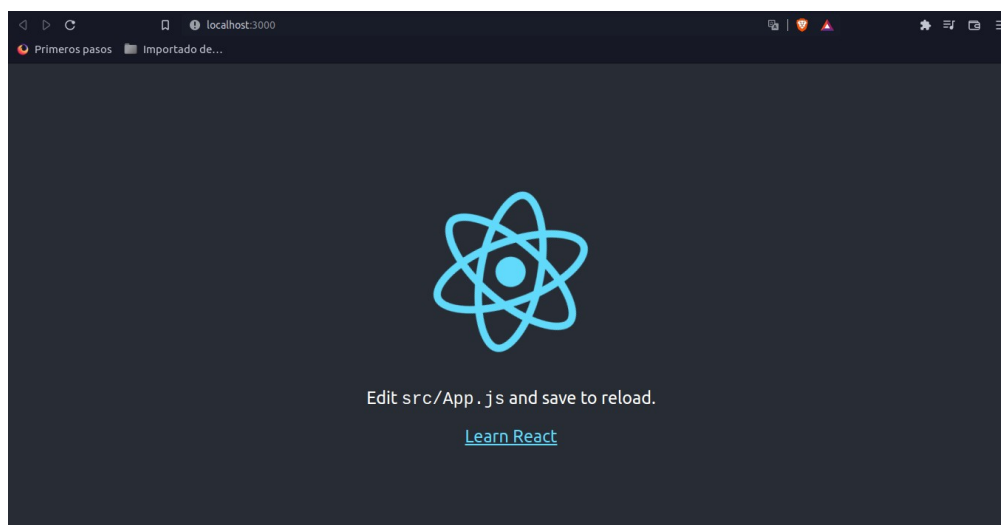 localhost:3000
Primeros pasos Importado de...
Edit src/App.js and save to reload.
Learn React